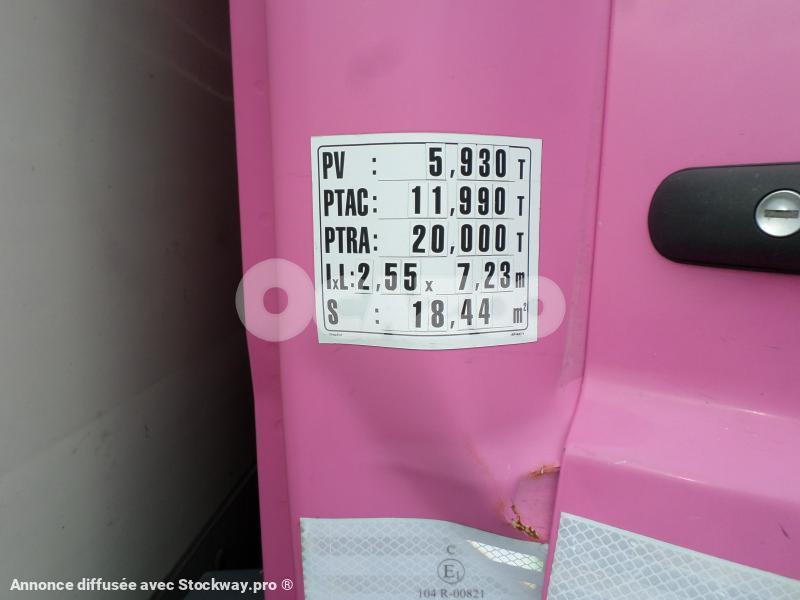 PV : 5,930 T
PTAC: 11,990 T
PTRA: 20,000 T
lxL: 2,55 x 7,23 m
S : 18,44 m²
C
E1
104 R-00821
Annonce diffusée avec Stockway.pro ®